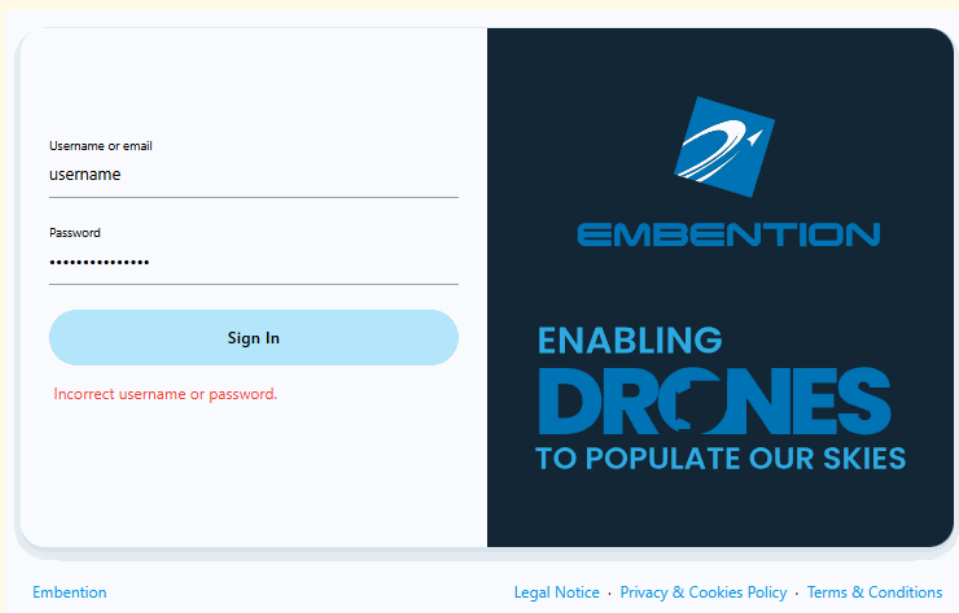 Username or email
username
Password
•••••••••••••••
Sign In
Incorrect username or password.
EMBENTION
ENABLING
DRONES
TO POPULATE OUR SKIES
Embention
Legal Notice · Privacy & Cookies Policy · Terms & Conditions